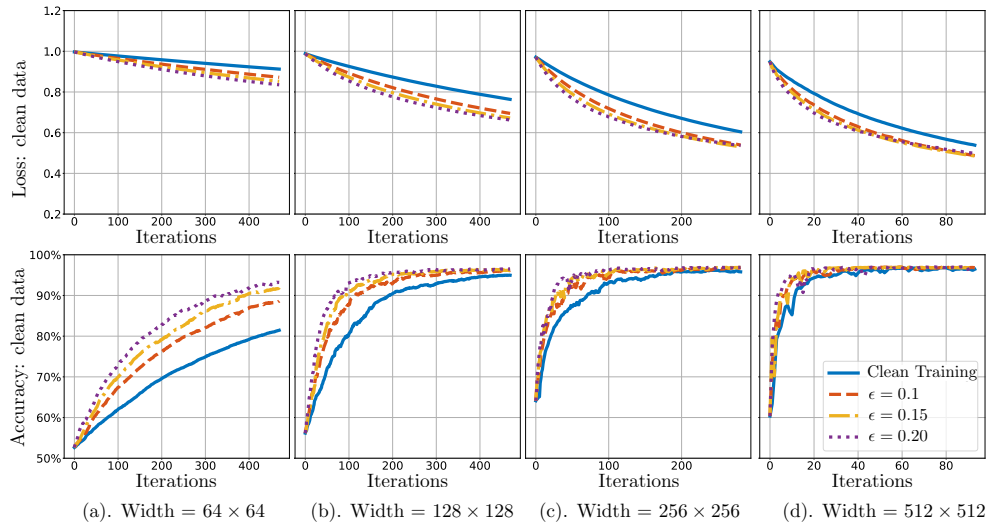 Loss: clean data
1.2
1.0
0.8
0.6
0.4
0.2
0 100 200 300 400
0 100 200 300 400
0 100 200
0 20 40 60 80
Iterations Iterations Iterations Iterations
Accuracy: clean data
100%
90%
80%
70%
60%
50%
Clean Training
ϵ = 0.1
ϵ = 0.15
ϵ = 0.20
0 100 200 300 400
0 100 200 300 400
0 100 200
0 20 40 60 80
Iterations Iterations Iterations Iterations
(a). Width = 64 × 64 (b). Width = 128 × 128 (c). Width = 256 × 256 (d). Width = 512 × 512